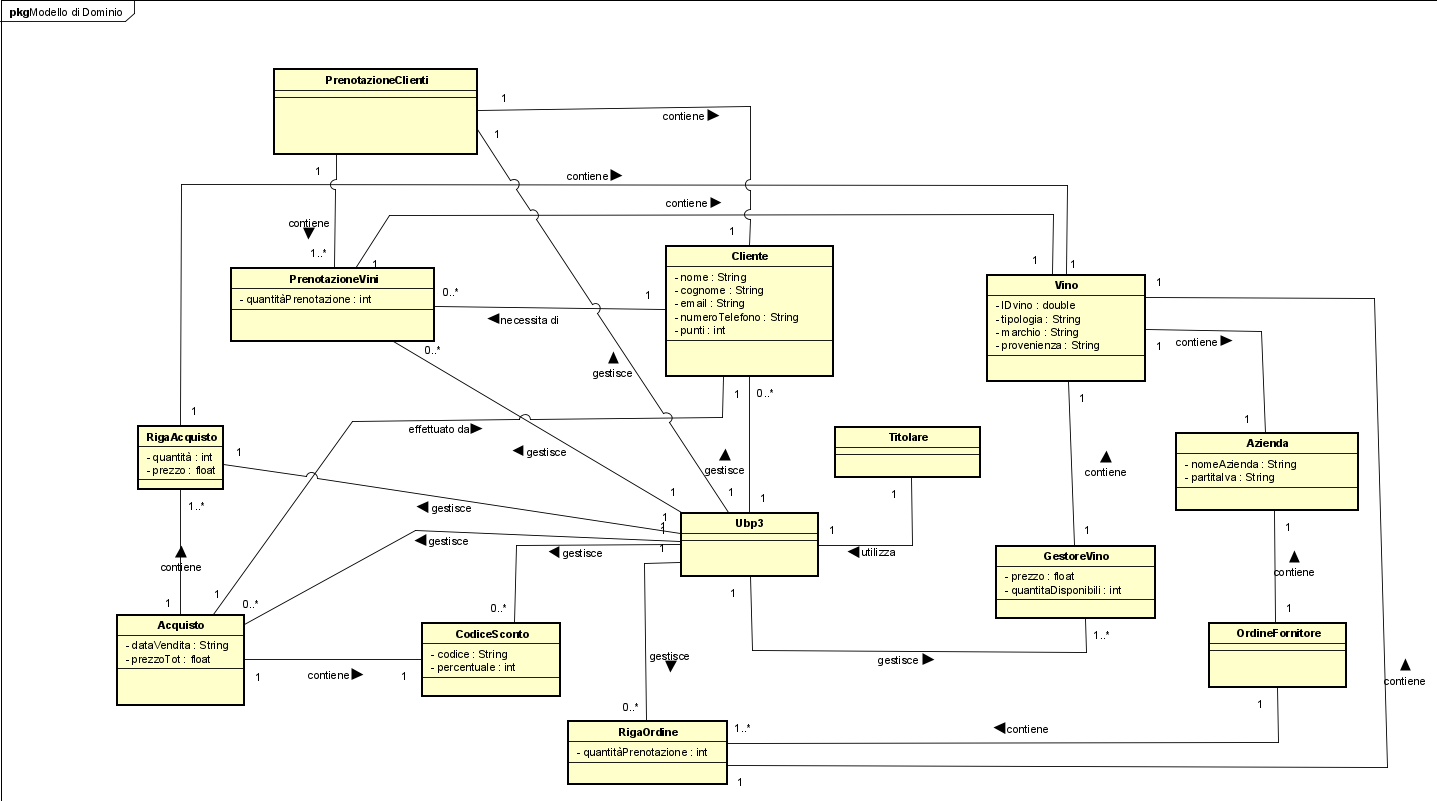 pkg Modello di Dominio
PrenotazioneClienti
1
contiene
1
1
contiene
contiene
contiene
1..*
1
1
PrenotazioneVini
- quantitàPrenotazione : int
0..*
1
necessita di
0..*
Cliente
- nome : String
- cognome : String
- email : String
- numeroTelefono : String
- punti : int
1
0..*
1
1
Vino
- IDvino : double
- tipologia : String
- marchio : String
- provenienza : String
1
1
contiene
1
gestisce
1
effettuato da
gestisce
gestisce
Titolare
1
contiene
1
Azienda
- nomeAzienda : String
- partitaIva : String
1
RigaAcquisto
- quantità : int
- prezzo : float
1
1..*
gestisce
gestisce
gestisce
1
1
1
1
1
1
1
Ubp3
1
utilizza
1
GestoreVino
- prezzo : float
- quantitaDisponibili : int
1..*
contiene
1
contiene
1
1
0..*
Acquisto
- dataVendita : String
- prezzoTot : float
1
contiene
1
0..*
CodiceSconto
- codice : String
- percentuale : int
gestisce
0..*
1
gestisce
OrdineFornitore
1
contiene
1..*
contiene
RigaOrdine
- quantitàPrenotazione : int
1